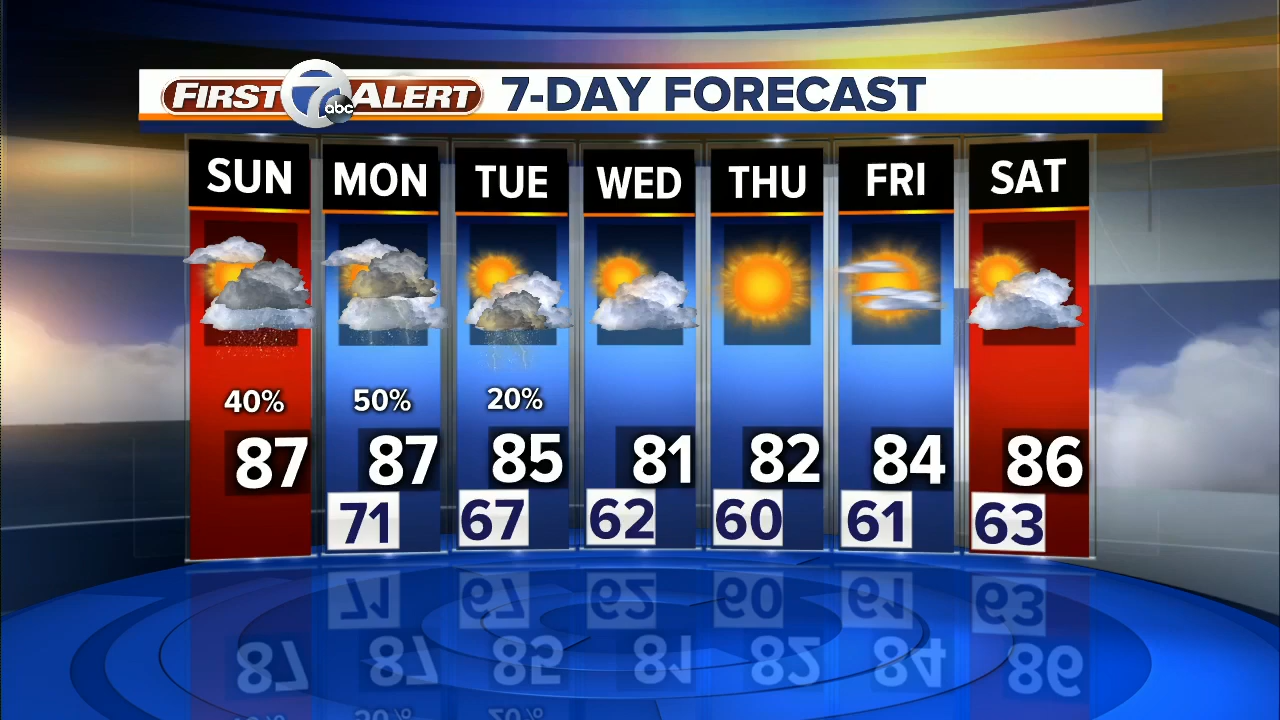 FIRST 7 abc ALERT 7-DAY FORECAST
SUN MON TUE WED THU FRI SAT
40% 50% 20%
87 87 85 81 82 84 86
71 67 62 60 61 63